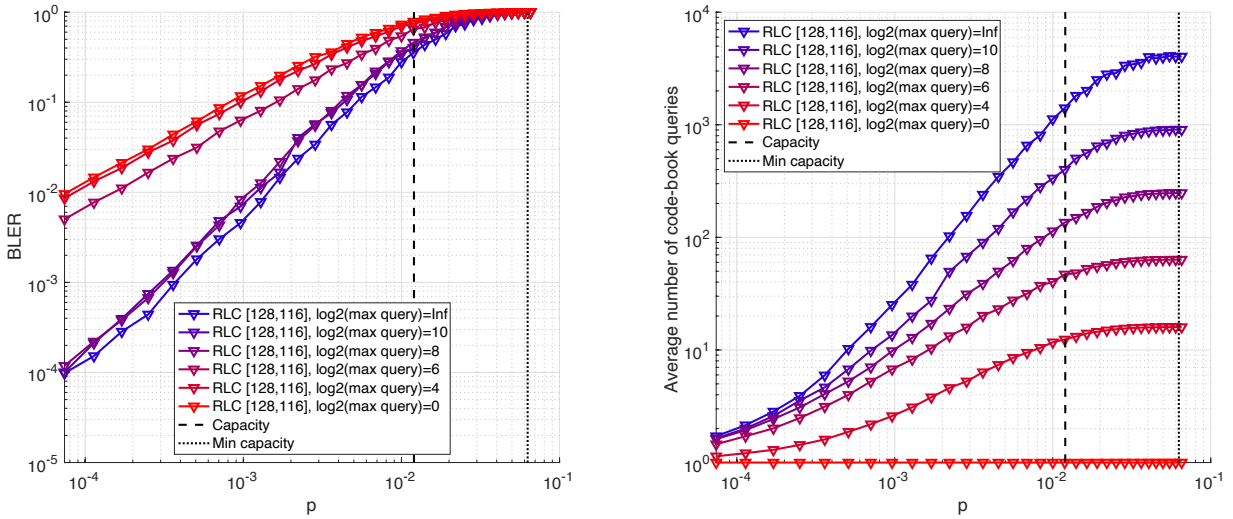 BLER
10^0
10^-1
10^-2
10^-3
10^-4
10^-5
RLC [128,116], log2(max query)=Inf
RLC [128,116], log2(max query)=10
RLC [128,116], log2(max query)=8
RLC [128,116], log2(max query)=6
RLC [128,116], log2(max query)=4
RLC [128,116], log2(max query)=0
Capacity
Min capacity
10^-4
10^-3
10^-2
10^-1
p
Average number of code-book queries
10^4
10^3
10^2
10^1
10^0
RLC [128,116], log2(max query)=Inf
RLC [128,116], log2(max query)=10
RLC [128,116], log2(max query)=8
RLC [128,116], log2(max query)=6
RLC [128,116], log2(max query)=4
RLC [128,116], log2(max query)=0
Capacity
Min capacity
10^-4
10^-3
10^-2
10^-1
p